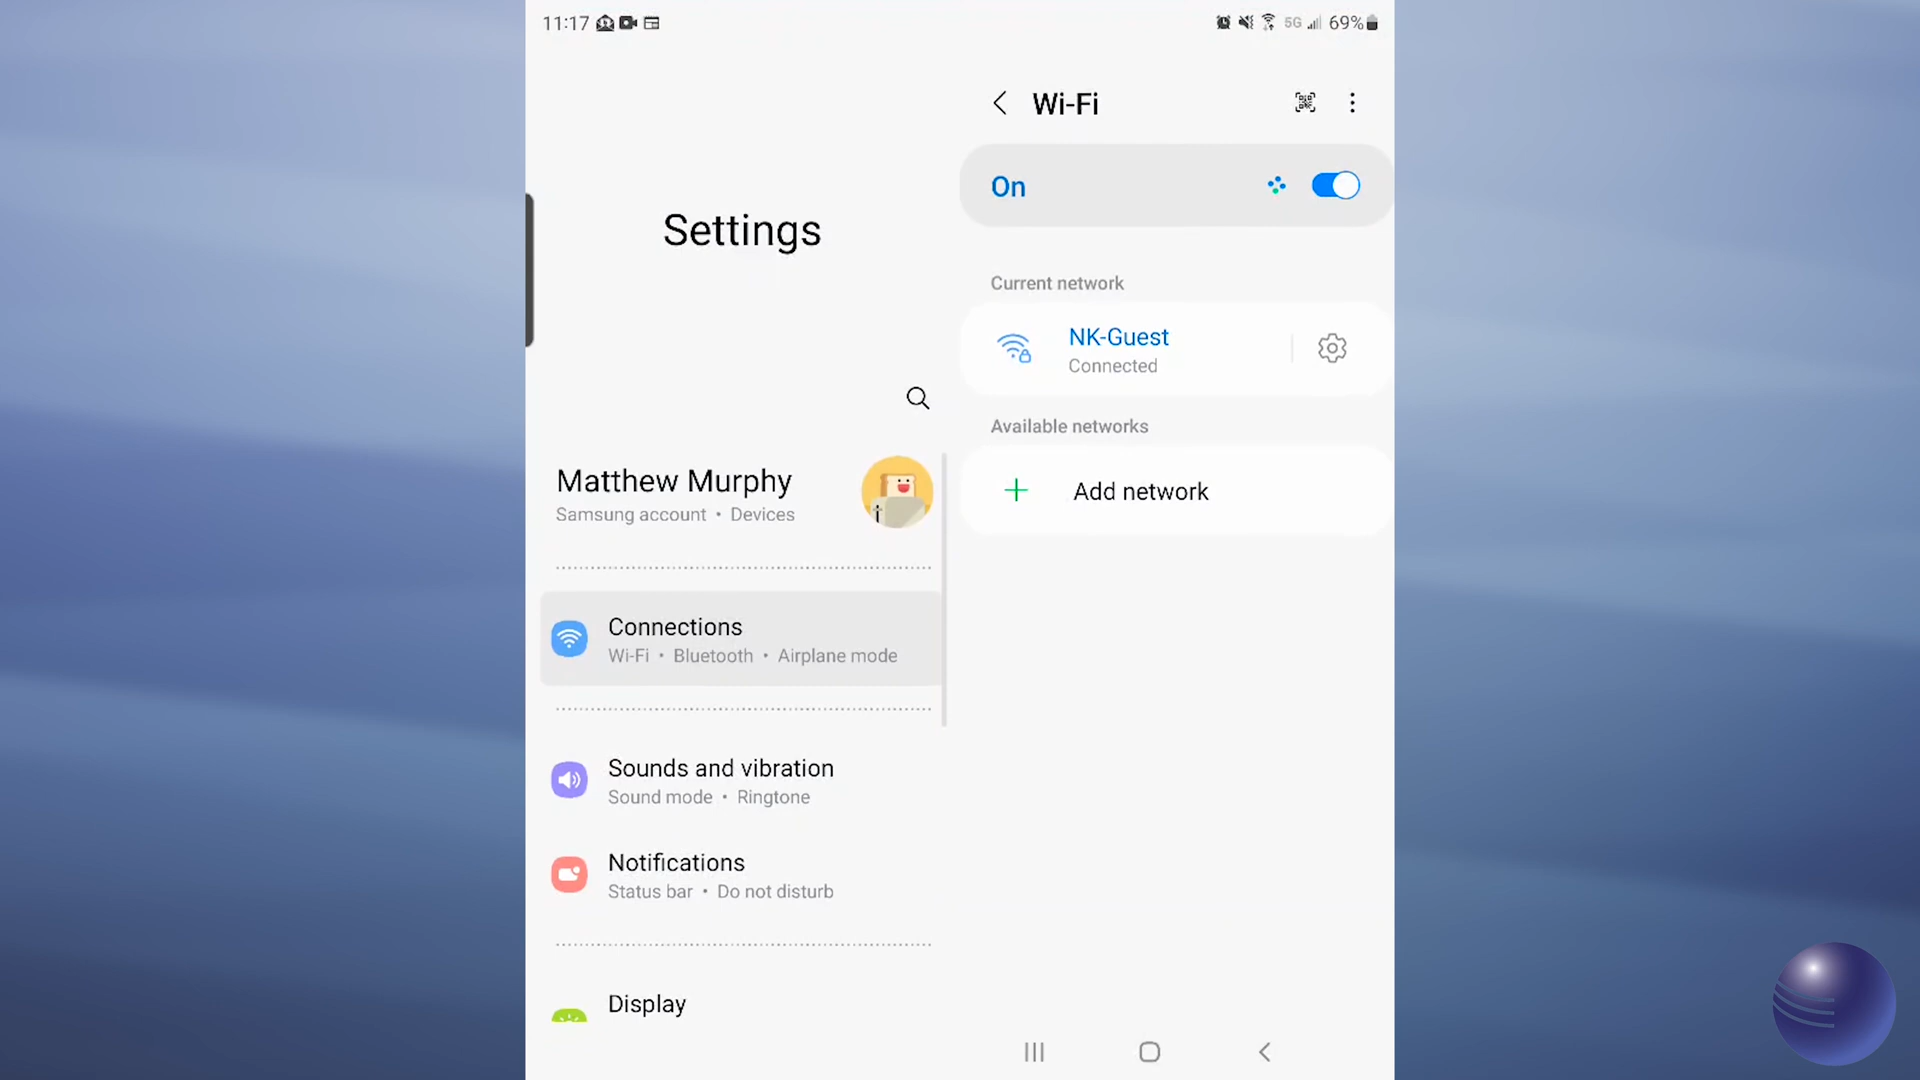 11:17
5G 69%
Settings
Matthew Murphy
Samsung account • Devices
Connections
Wi-Fi • Bluetooth • Airplane mode
Sounds and vibration
Sound mode • Ringtone
Notifications
Status bar • Do not disturb
Display
Wi-Fi
On
Current network
NK-Guest
Connected
Available networks
Add network